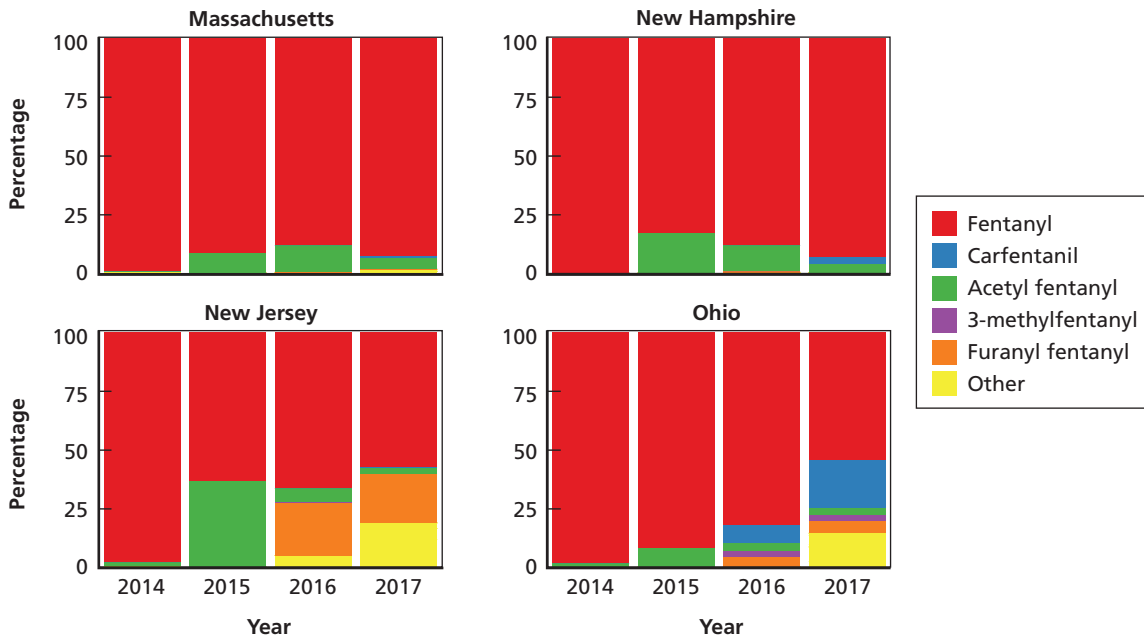 Massachusetts
Percentage
100
75
50
25
0
New Hampshire
100
75
50
25
0
New Jersey
Percentage
100
75
50
25
0
2014 2015 2016 2017
Year
Ohio
100
75
50
25
0
2014 2015 2016 2017
Year
Fentanyl
Carfentanil
Acetyl fentanyl
3-methylfentanyl
Furanyl fentanyl
Other